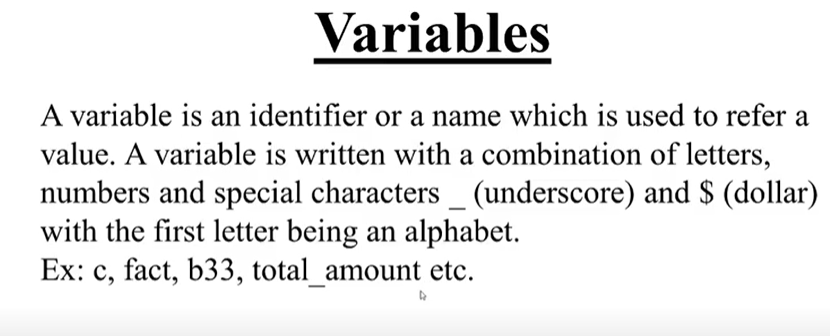 Variables
A variable is an identifier or a name which is used to refer a
value. A variable is written with a combination of letters,
numbers and special characters _ (underscore) and $ (dollar)
with the first letter being an alphabet.
Ex: c, fact, b33, total_amount etc.